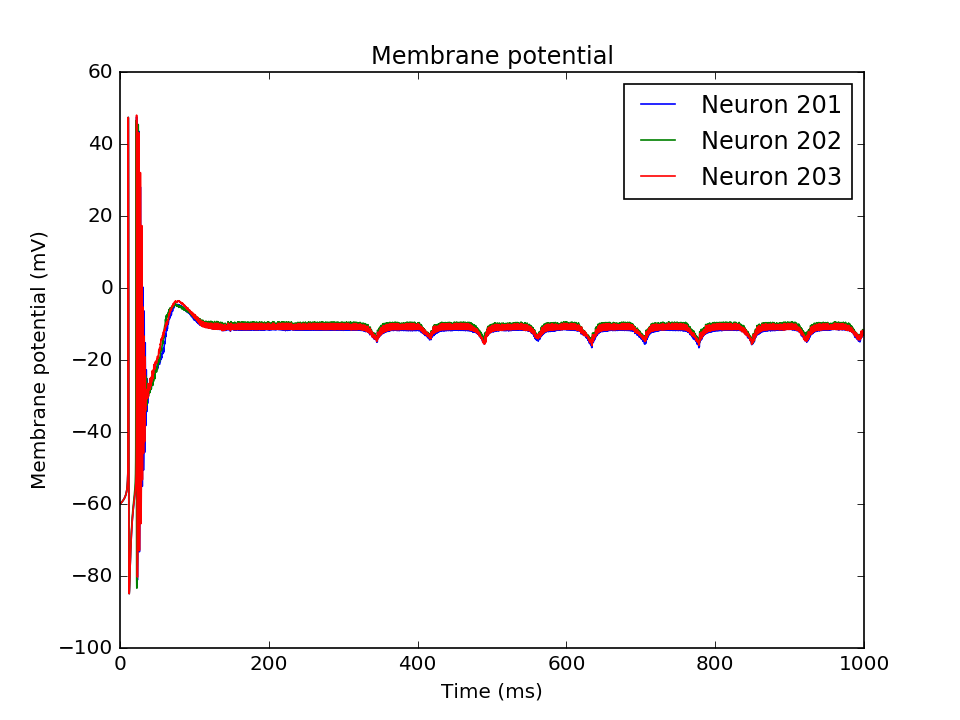 Membrane potential
60
40
20
0
−20
−40
−60
−80
−100
Membrane potential (mV)
Neuron 201
Neuron 202
Neuron 203
0 200 400 600 800 1000
Time (ms)